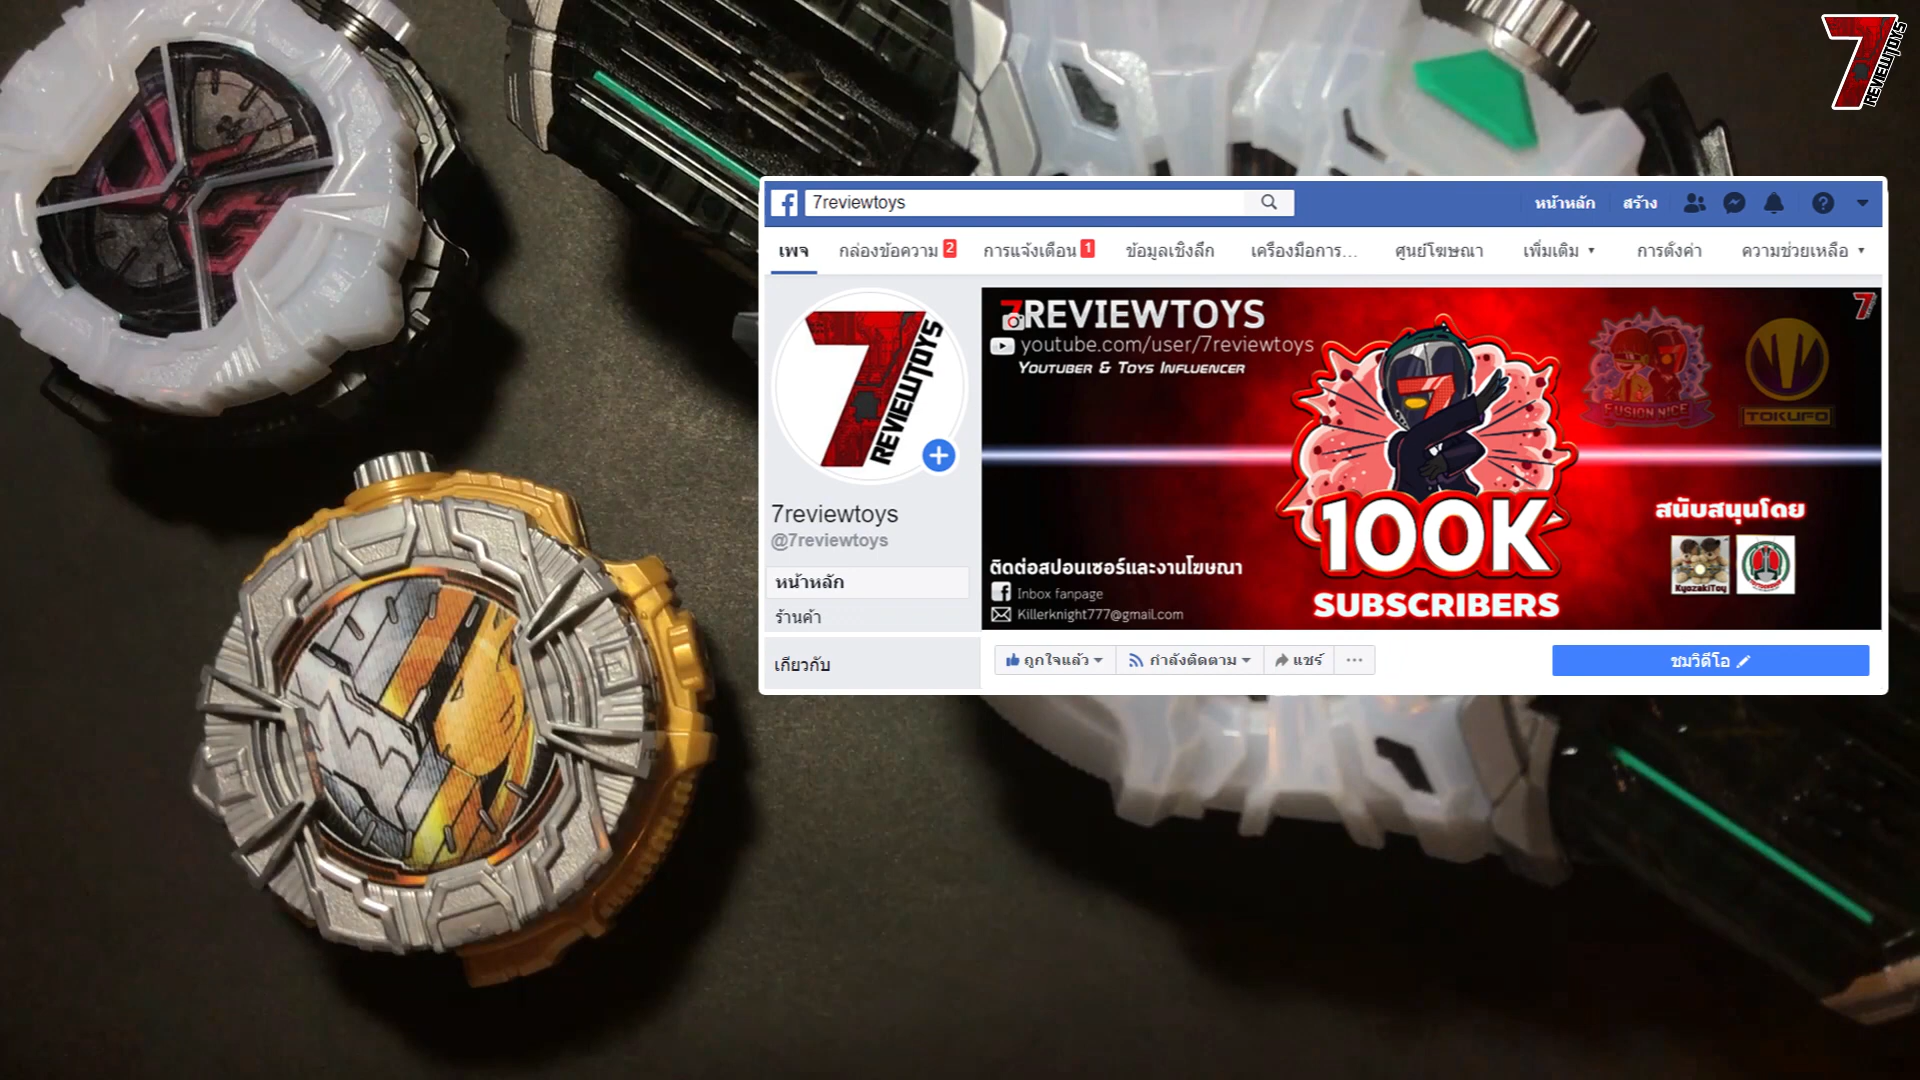 7 REVIEWTOYS
7reviewtoys
หน้าหลัก สร้าง
เพจ กล่องข้อความ 2 การแจ้งเตือน 1 ข้อมูลเชิงลึก เครื่องมือการ... ศูนย์โฆษณา เพิ่มเติม การตั้งค่า ความช่วยเหลือ
7 REVIEWTOYS
7reviewtoys
@7reviewtoys
หน้าหลัก
ร้านค้า
เกี่ยวกับ
7REVIEWTOYS
youtube.com/user/7reviewtoys
YOUTUBER & TOYS INFLUENCER
7
FUSION NICE
TOKUFO
100K
SUBSCRIBERS
สนับสนุนโดย
KyozakiToy
ติดต่อสปอนเซอร์และงานโฆษณา
Inbox fanpage
Killerknight777@gmail.com
ถูกใจแล้ว กำลังติดตาม แชร์ ...
ชมวิดีโอ